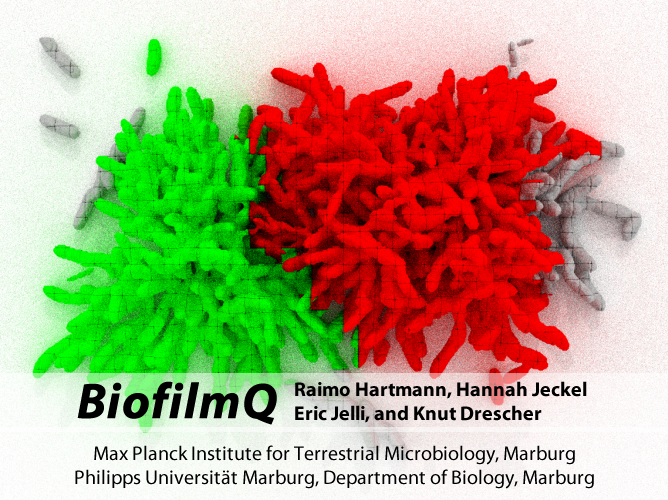 BiofilmQ
Raimo Hartmann, Hannah Jeckel
Eric Jelli, and Knut Drescher
Max Planck Institute for Terrestrial Microbiology, Marburg
Philipps Universität Marburg, Department of Biology, Marburg